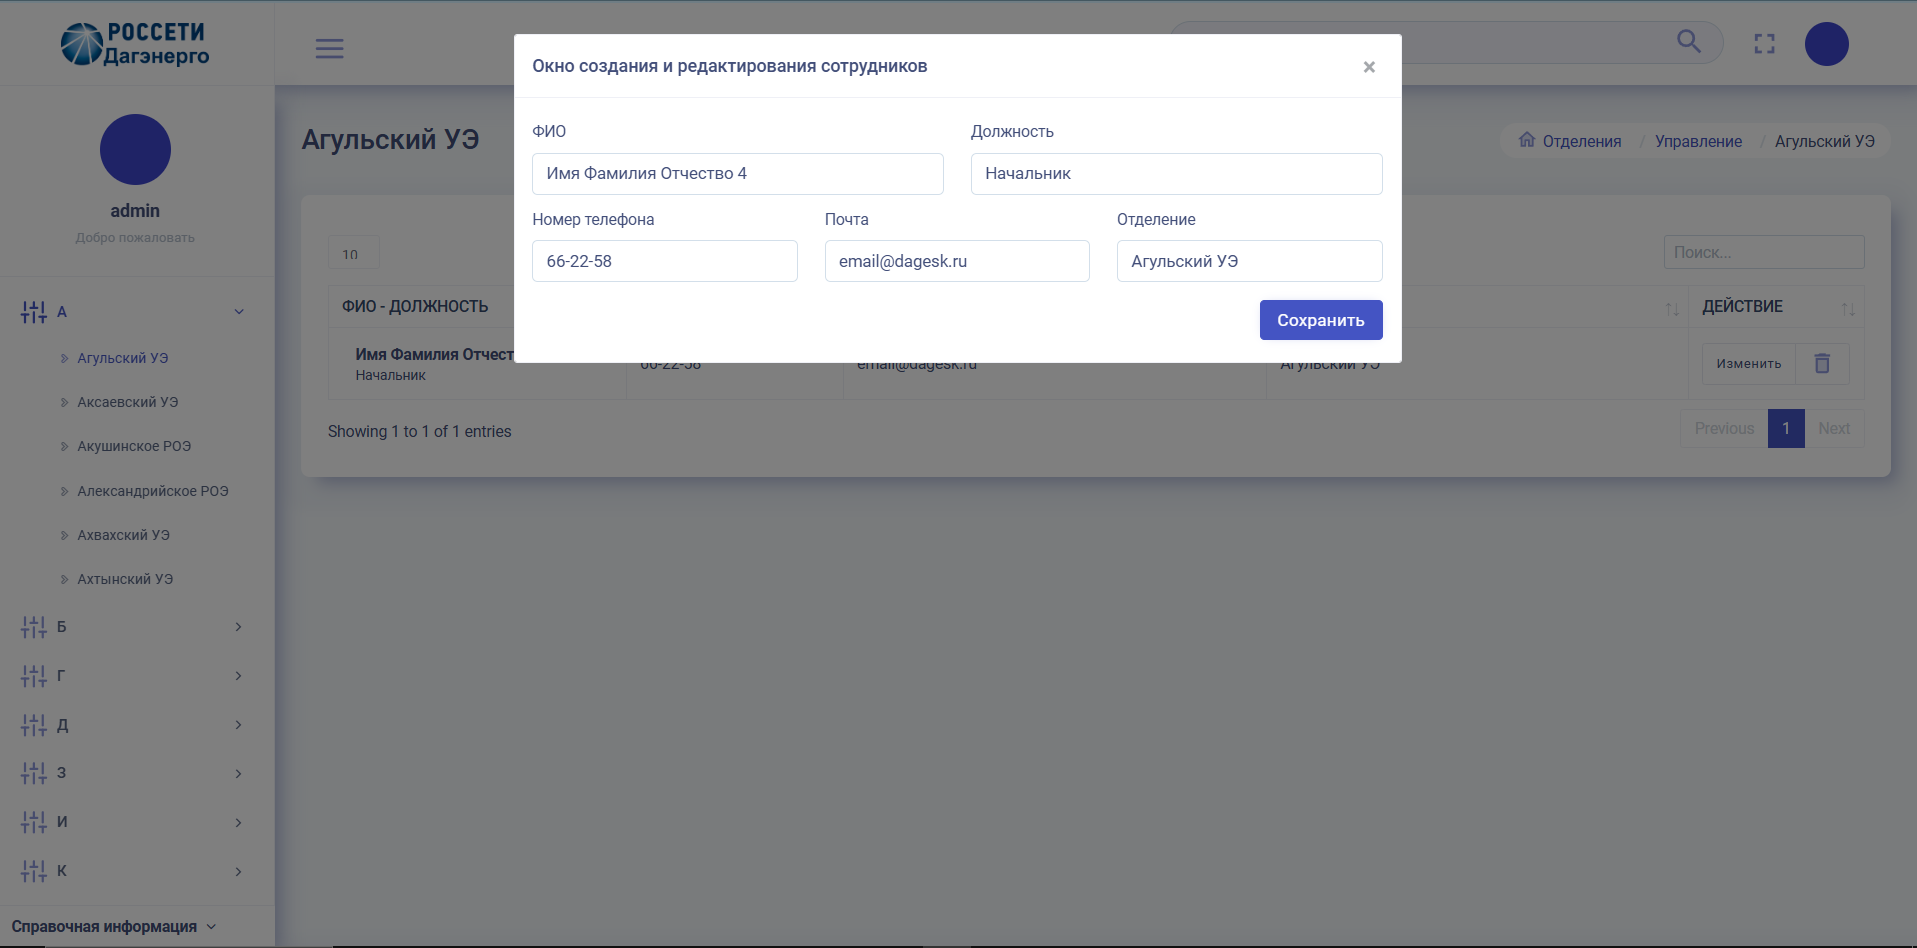 РОССЕТИ
Дагэнерго
admin
Добро пожаловать
А
Агульский УЭ
Аксаевский УЭ
Акушинское РОЭ
Александрийское РОЭ
Ахвахский УЭ
Ахтынский УЭ
Б
Г
Д
З
И
К
Справочная информация
Агульский УЭ
Отделения / Управление / Агульский УЭ
Окно создания и редактирования сотрудников ×
ФИО Должность
Имя Фамилия Отчество 4 Начальник
Номер телефона Почта Отделение
66-22-58 email@dagesk.ru Агульский УЭ
Сохранить
10 Поиск...
ФИО - ДОЛЖНОСТЬ ДЕЙСТВИЕ
Имя Фамилия Отчест
Начальник 66-22-58 email@dagesk.ru Агульский УЭ Изменить
Showing 1 to 1 of 1 entries Previous 1 Next